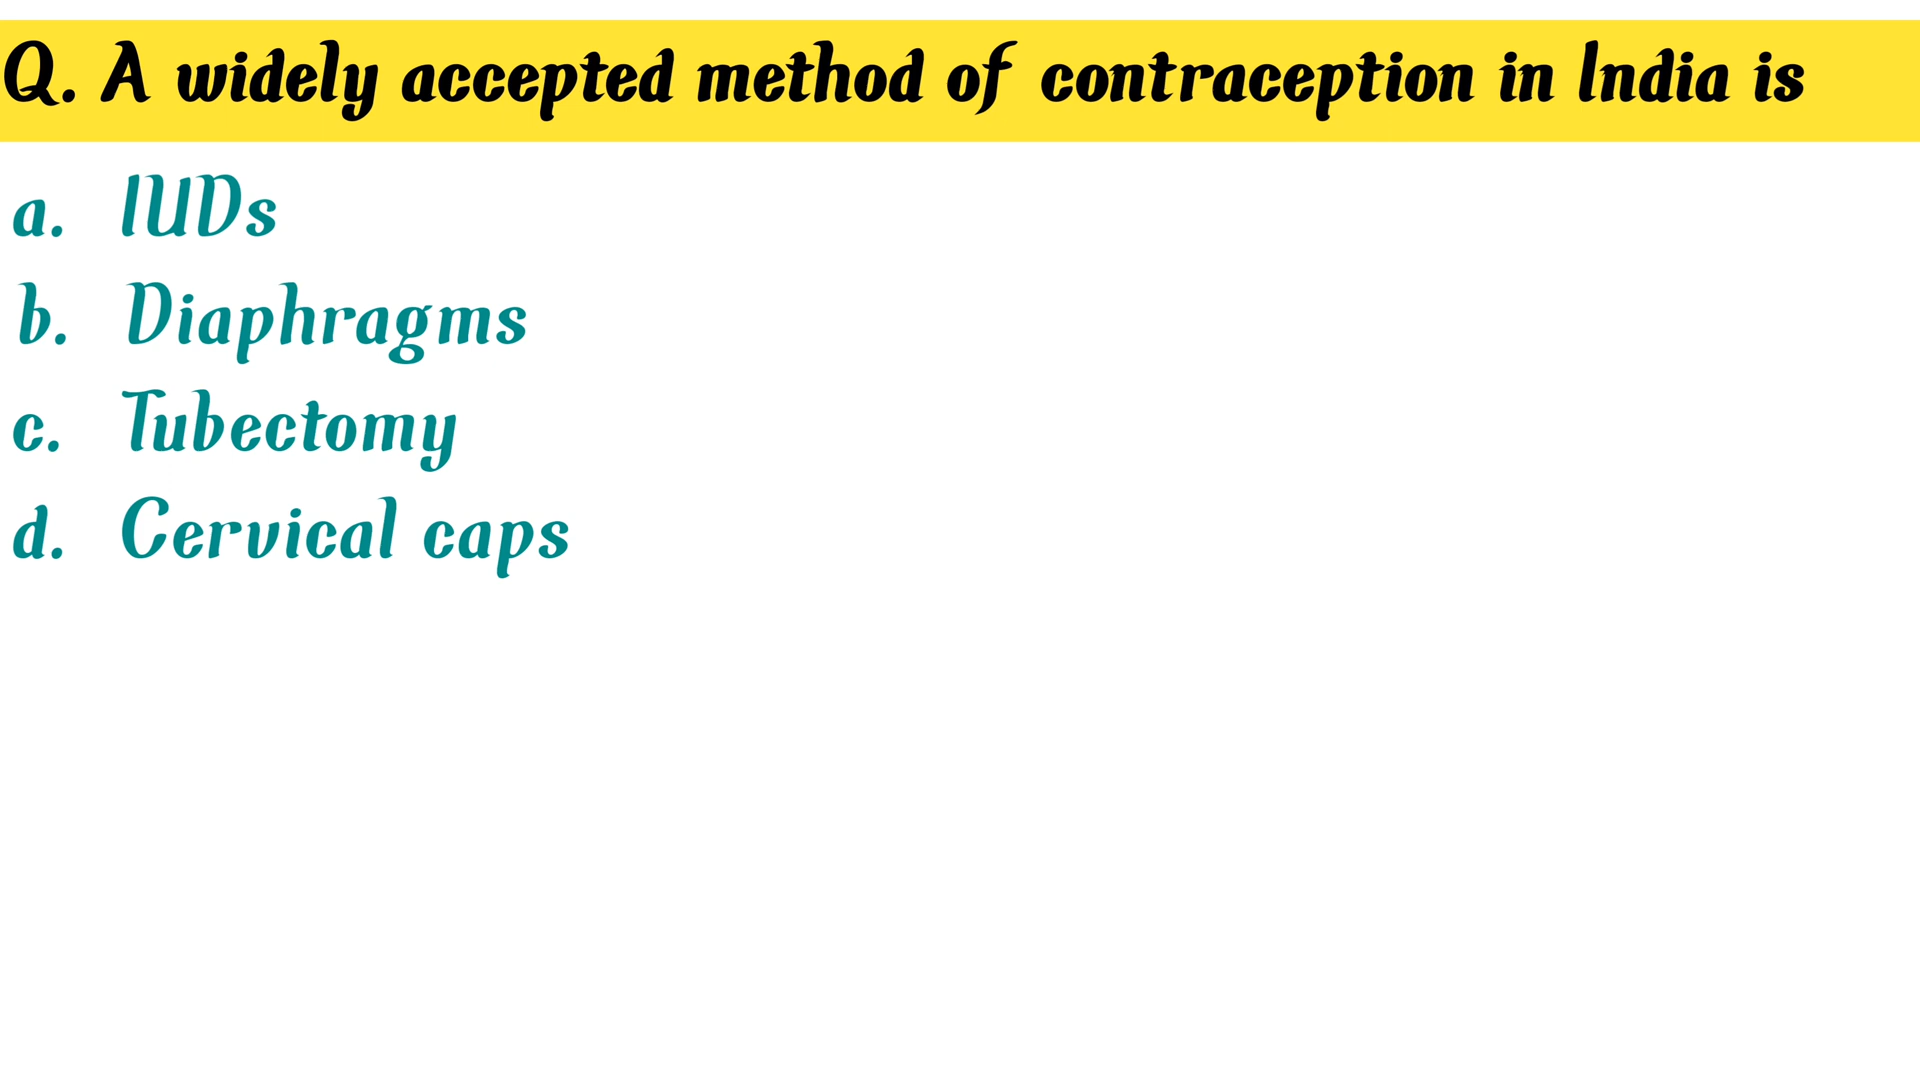 Q. A widely accepted method of contraception in India is
a. IUDs
b. Diaphragms
c. Tubectomy
d. Cervical caps